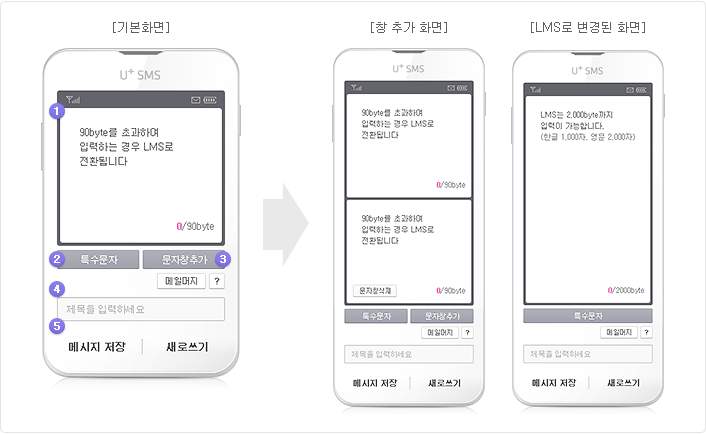 [기본화면]
U+ SMS
1
90byte를 초과하여
입력하는 경우 LMS로
전환됩니다
0/90byte
2 특수문자
문자창추가 3
메일머지 ?
4
제목을 입력하세요
5
메시지 저장 새로쓰기
[창 추가 화면]
U+ SMS
90byte를 초과하여
입력하는 경우 LMS로
전환됩니다
0/90byte
90byte를 초과하여
입력하는 경우 LMS로
전환됩니다
문자창삭제 0/90byte
특수문자 문자창추가
메일머지 ?
제목을 입력하세요
메시지 저장 새로쓰기
[LMS로 변경된 화면]
U+ SMS
LMS는 2,000byte까지
입력이 가능합니다.
(한글 1,000자, 영문 2,000자)
0/2000byte
특수문자
메일머지 ?
제목을 입력하세요
메시지 저장 새로쓰기